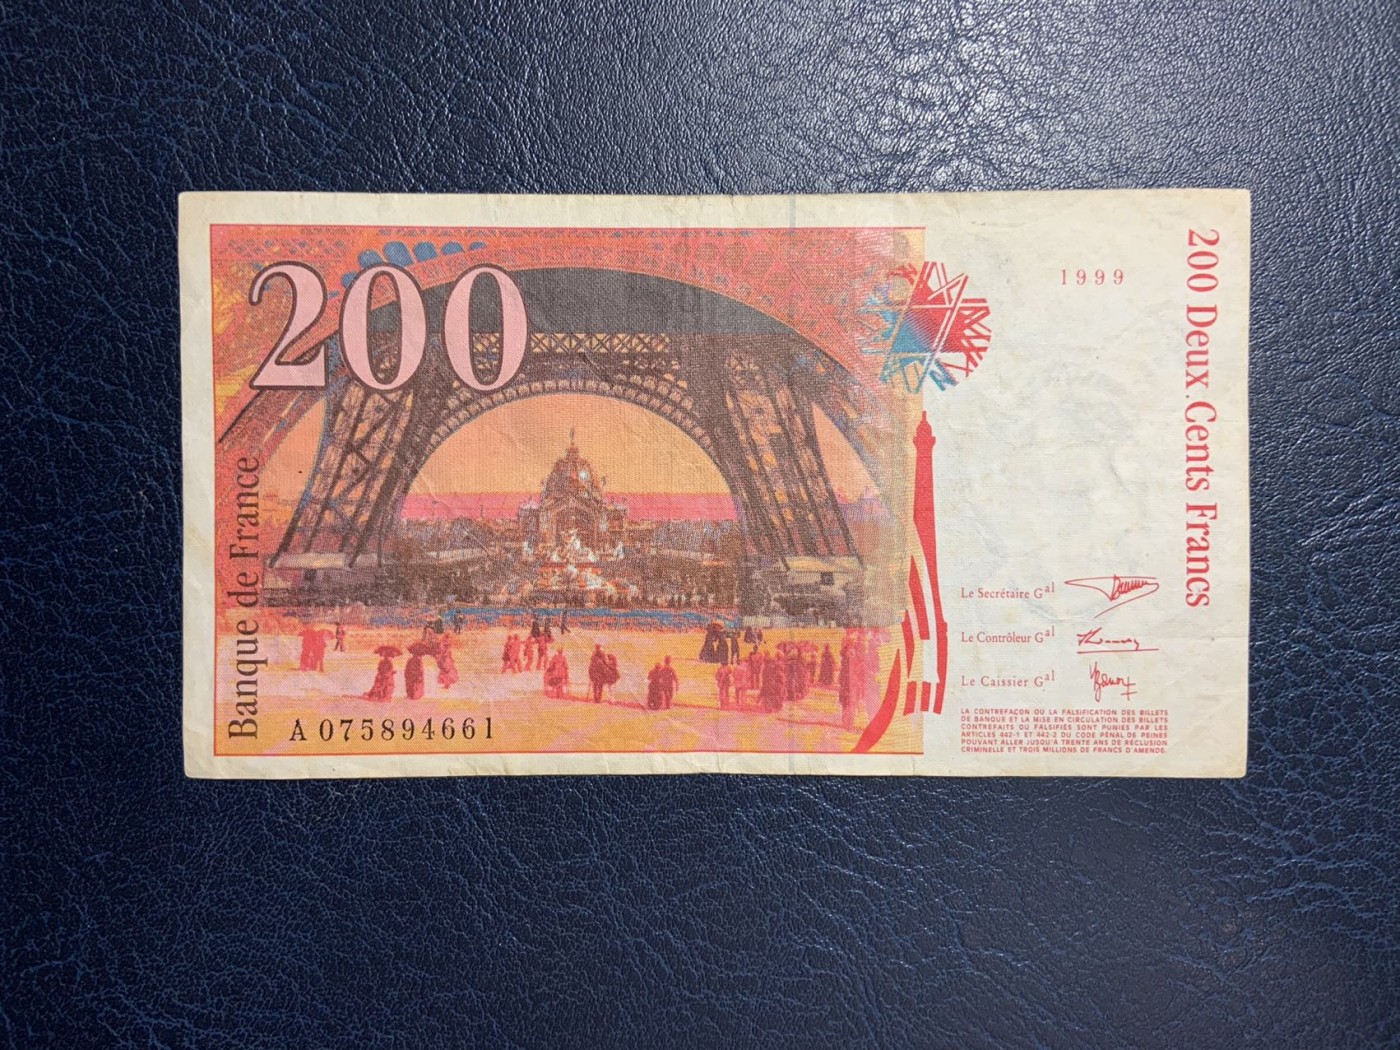 200
1999
200 Deux.Cents Francs
Banque de France
Le Secrétaire Gal
Le Contrôleur Gal
Le Caissier Gal
A 075894661
LA CONTREFAÇON OU LA FALSIFICATION DES BILLETS
DE BANQUE ET LA MISE EN CIRCULATION DES BILLETS
CONTREFAITS OU FALSIFIÉS SONT PUNIES PAR LES
ARTICLES 442-1 ET 442-2 DU CODE PÉNAL DE PEINES
POUVANT ALLER JUSQU'A TRENTE ANS DE RÉCLUSION
CRIMINELLE ET TROIS MILLIONS DE FRANCS D'AMENDE.